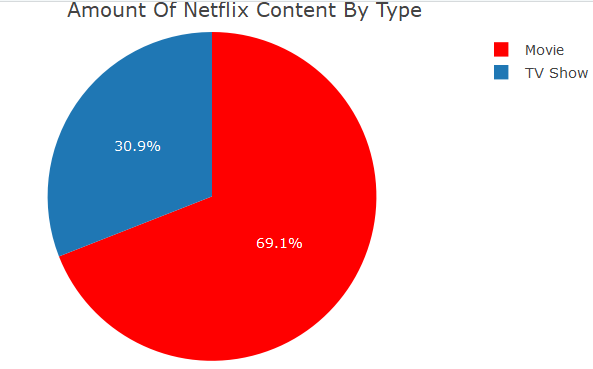 Amount Of Netflix Content By Type
Movie
TV Show
30.9%
69.1%